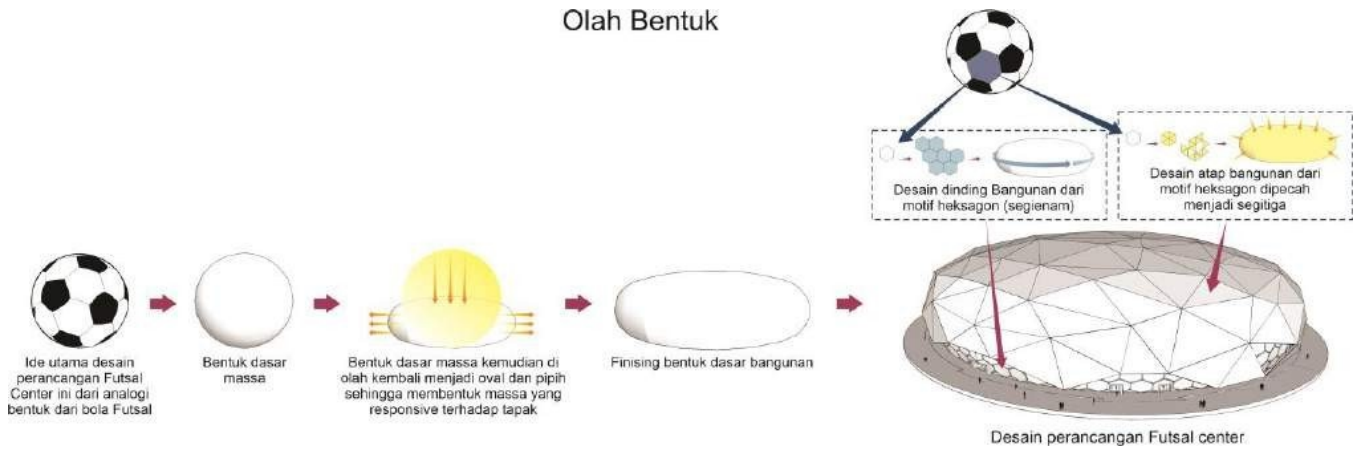 Olah Bentuk
Desain dinding Bangunan dari
motif heksagon (segienam)
Desain atap bangunan dari
motif heksagon dipecah
menjadi segitiga
Ide utama desain
perancangan Futsal
Center ini dari analogi
bentuk dari bola Futsal
Bentuk dasar
massa
Bentuk dasar massa kemudian di
olah kembali menjadi oval dan pipih
sehingga membentuk massa yang
responsive terhadap tapak
Finising bentuk dasar bangunan
Desain perancangan Futsal center